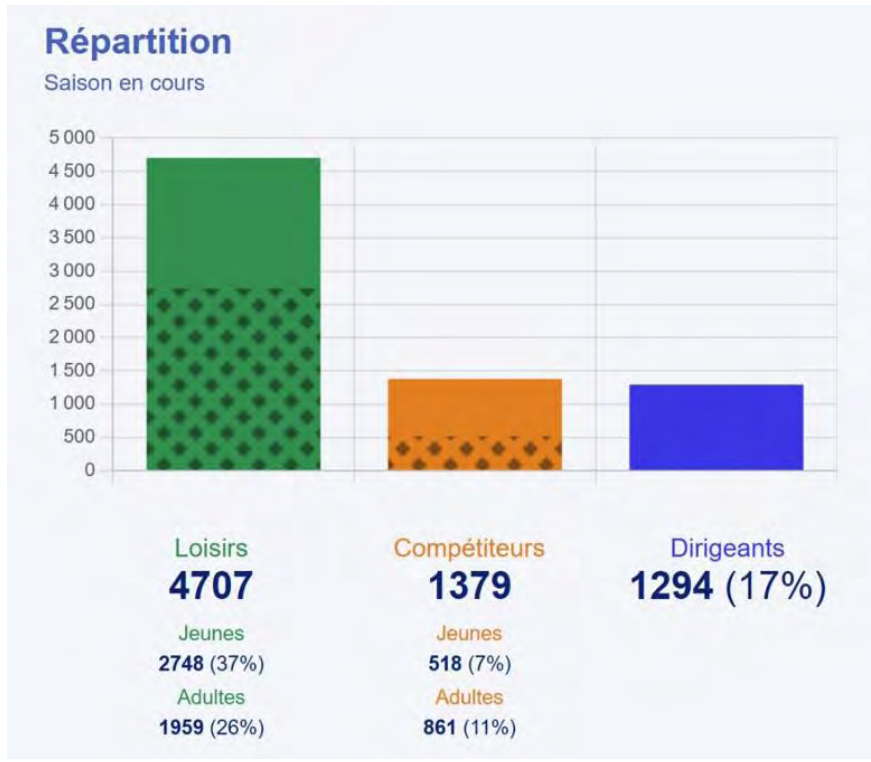 Répartition
Saison en cours
5 000
4 500
4 000
3 500
3 000
2 500
2 000
1 500
1 000
500
0
Loisirs
4707
Jeunes
2748 (37%)
Adultes
1959 (26%)
Compétiteurs
1379
Jeunes
518 (7%)
Adultes
861 (11%)
Dirigeants
1294 (17%)